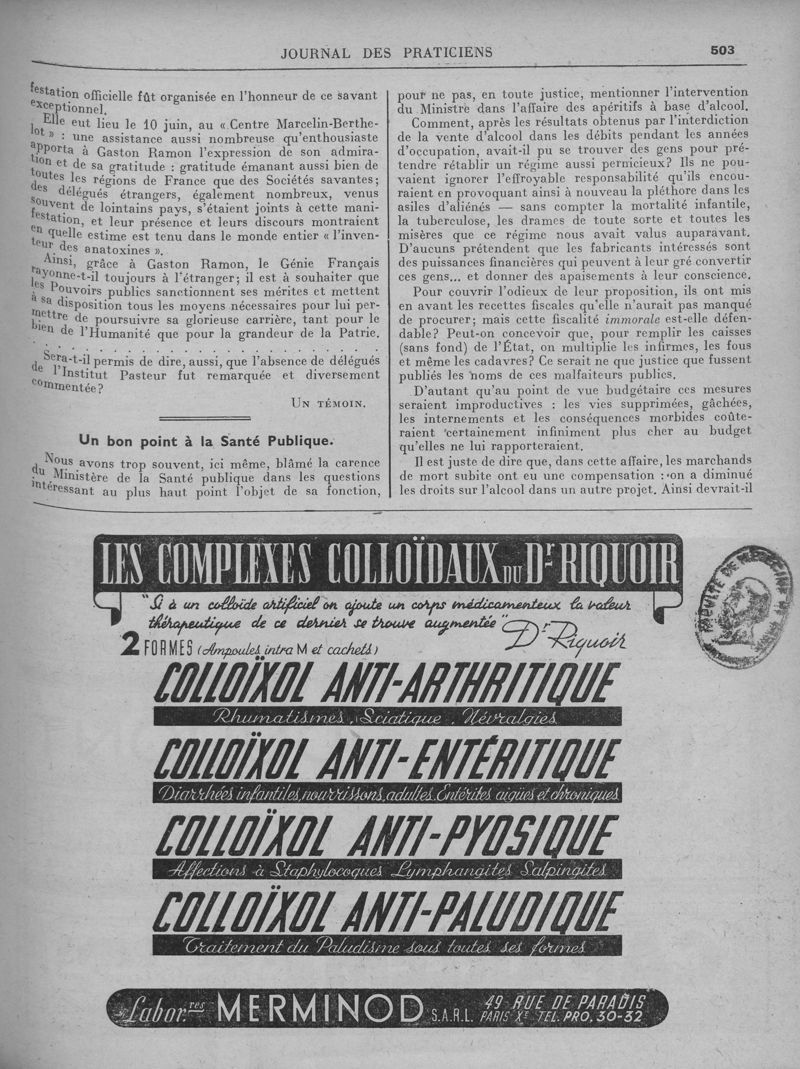 JOURNAL DES PRATICIENS
503
festation officielle fût organisée en l'honneur de ce savant
exceptionnel.
Elle eut lieu le 10 juin, au « Centre Marcelin-Berthe-
lot » : une assistance aussi nombreuse qu'enthousiaste
apporta à Gaston Ramon l'expression de son admira-
tion et de sa gratitude : gratitude émanant aussi bien de
toutes les régions de France que des Sociétés savantes;
des délégués étrangers, également nombreux, venus
souvent de lointains pays, s'étaient joints à cette mani-
festation, et leur présence et leurs discours montraient
en quelle estime est tenu dans le monde entier « l'inven-
teur des anatoxines ».
Ainsi, grâce à Gaston Ramon, le Génie Français
rayonne-t-il toujours à l'étranger; il est à souhaiter que
les Pouvoirs publics sanctionnent ses mérites et mettent
à sa disposition tous les moyens nécessaires pour lui per-
mettre de poursuivre sa glorieuse carrière, tant pour le
bien de l'Humanité que pour la grandeur de la Patrie.
. . . . . . . . . . . . . . . . . . . . . . . . . . .
Sera-t-il permis de dire, aussi, que l'absence de délégués
de l'Institut Pasteur fut remarquée et diversement
commentée?
UN TÉMOIN.
Un bon point à la Santé Publique.
Nous avons trop souvent, ici même, blâmé la carence
du Ministère de la Santé publique dans les questions
intéressant au plus haut point l'objet de sa fonction,
pour ne pas, en toute justice, mentionner l'intervention
du Ministre dans l'affaire des apéritifs à base d'alcool.
Comment, après les résultats obtenus par l'interdiction
de la vente d'alcool dans les débits pendant les années
d'occupation, avait-il pu se trouver des gens pour pré-
tendre rétablir un régime aussi pernicieux? Ils ne pou-
vaient ignorer l'effroyable responsabilité qu'ils encou-
raient en provoquant ainsi à nouveau la pléthore dans les
asiles d'aliénés — sans compter la mortalité infantile,
la tuberculose, les drames de toute sorte et toutes les
misères que ce régime nous avait valus auparavant.
D'aucuns prétendent que les fabricants intéressés sont
des puissances financières qui peuvent à leur gré convertir
ces gens... et donner des apaisements à leur conscience.
Pour couvrir l'odieux de leur proposition, ils ont mis
en avant les recettes fiscales qu'elle n'aurait pas manqué
de procurer; mais cette fiscalité immorale est-elle défen-
dable? Peut-on concevoir que, pour remplir les caisses
(sans fond) de l'État, on multiplie les infirmes, les fous
et même les cadavres? Ce serait ne que justice que fussent
publiés les noms de ces malfaiteurs publics.
D'autant qu'au point de vue budgétaire ces mesures
seraient improductives : les vies supprimées, gâchées,
les internements et les conséquences morbides coûte-
raient certainement infiniment plus cher au budget
qu'elles ne lui rapporteraient.
Il est juste de dire que, dans cette affaire, les marchands
de mort subite ont eu une compensation : on a diminué
les droits sur l'alcool dans un autre projet. Ainsi devrait-il
LES COMPLEXES COLLOÏDAUX DU Dr RIQUOIR
"Si à un colloïde artificiel on ajoute un corps médicamenteux la valeur
thérapeutique de ce dernier se trouve augmentée"
Dr Riquoir
2 FORMES (Ampoules intra M et cachets)
COLLOÏXOL ANTI-ARTHRITIQUE
Rhumatismes, Sciatique, Névralgies
COLLOÏXOL ANTI-ENTÉRITIQUE
Diarrhées infantiles, nourrissons, adultes. Entérites aigües et chroniques
COLLOÏXOL ANTI-PYOSIQUE
Affections à Staphylocoques Lymphangites Salpingites
COLLOÏXOL ANTI-PALUDIQUE
Traitement du Paludisme sous toutes ses formes
Labor.res MERMINOD S.A.R.L. 49 RUE DE PARADIS
PARIS Xe TEL. PRO. 30-32
FACULTÉ DE MÉDECINE